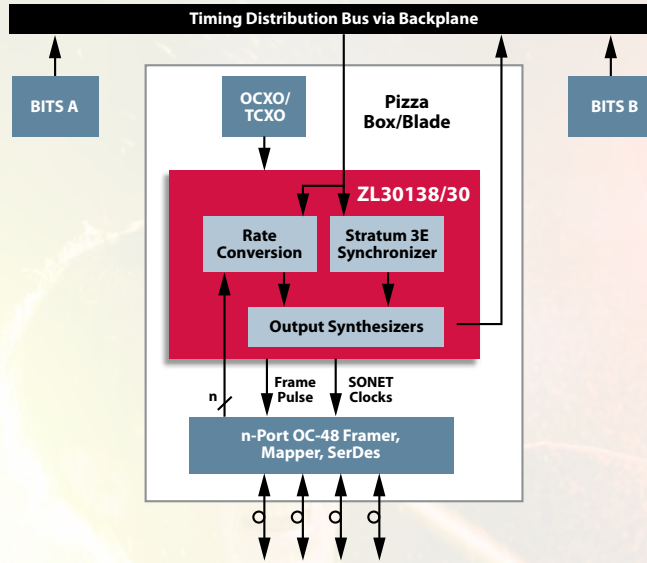 Timing Distribution Bus via Backplane
BITS A
OCXO/
TCXO
Pizza
Box/Blade
BITS B
ZL30138/30
Rate
Conversion
Stratum 3E
Synchronizer
Output Synthesizers
n
Frame
Pulse
SONET
Clocks
n-Port OC-48 Framer,
Mapper, SerDes